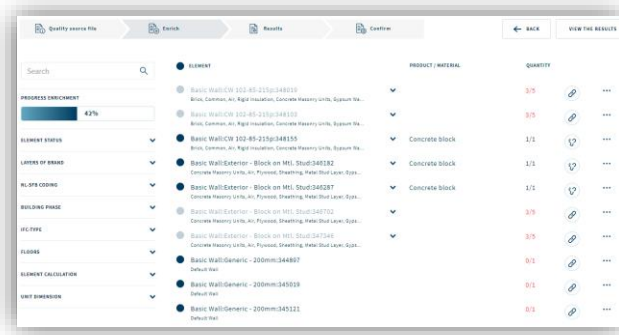 Quality source file
Enrich
Results
Confirm
BACK
VIEW THE RESULTS
Search
PROGRESS ENRICHMENT
42%
ELEMENT STATUS
LAYERS OF BRAND
NL-SFB CODING
BUILDING PHASE
IFC-TYPE
FLOORS
ELEMENT CALCULATION
UNIT DIMENSION
ELEMENT PRODUCT / MATERIAL QUANTITY
Basic Wall:CW 102-85-215p: 3/5
Brick, Common, Air, Rigid Insulation, Concrete Masonry Units, Gypsum Wa...
Basic Wall:CW 102-85-215p: 3/5
Brick, Common, Air, Rigid Insulation, Concrete Masonry Units, Gypsum Wa...
Basic Wall:CW 102-85-215p:348155 Concrete block 1/1
Brick, Common, Air, Rigid Insulation, Concrete Masonry Units, Gypsum Wa...
Basic Wall:Exterior - Block on Mtl. Stud:346182 Concrete block 1/1
Concrete Masonry Units, Air, Plywood, Sheathing, Metal Stud Layer, Gyps...
Basic Wall:Exterior - Block on Mtl. Stud:346287 Concrete block 1/1
Concrete Masonry Units, Air, Plywood, Sheathing, Metal Stud Layer, Gyps...
Basic Wall:Exterior - Block on Mtl. 3/5
Concrete Masonry Units, Air, Plywood, Sheathing, Metal Stud Layer, Gyps...
Basic Wall:Exterior - Block on Mtl. 3/5
Concrete Masonry Units, Air, Plywood, Sheathing, Metal Stud Layer, Gyps...
Basic Wall:Generic - 200mm:344807 0/1
Default Wall
Basic Wall:Generic - 200mm:345019 0/1
Default Wall
Basic Wall:Generic - 200mm:345121 0/1
Default Wall